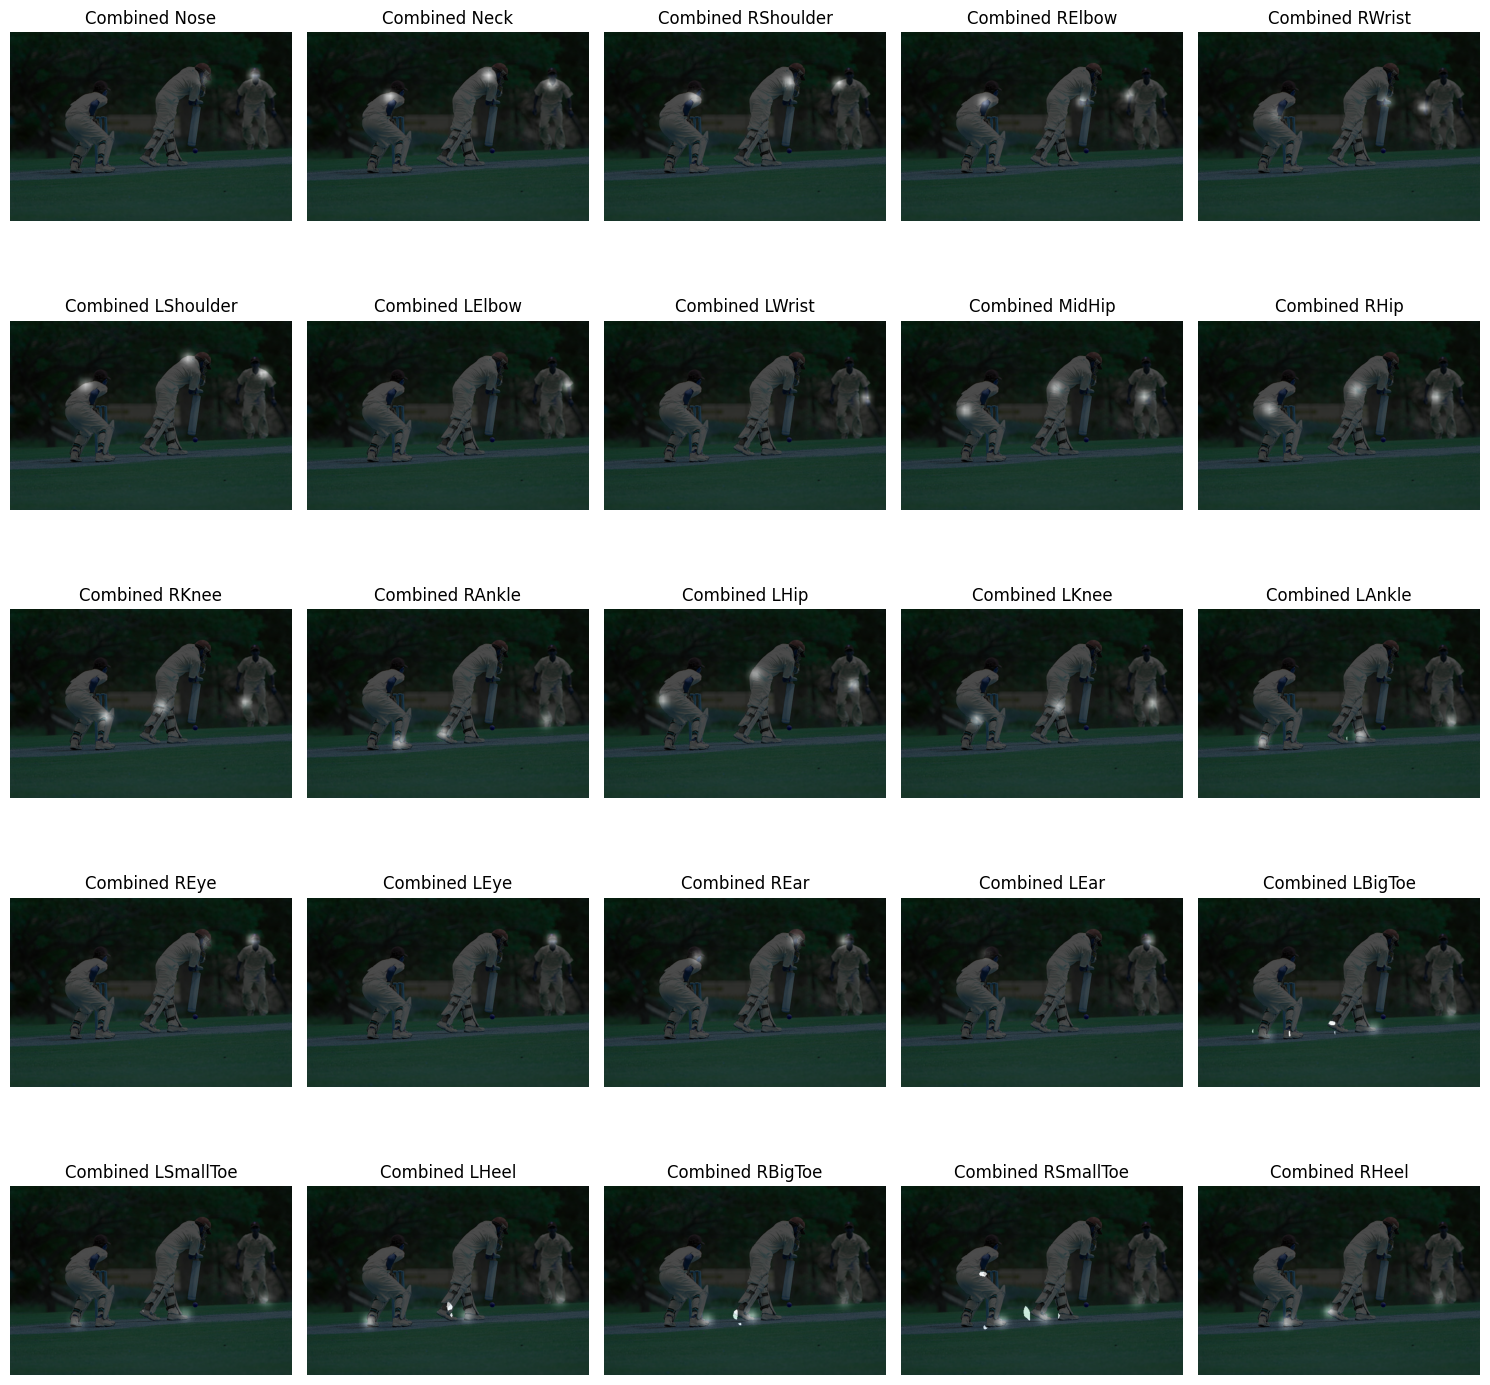 Combined Nose
Combined Neck
Combined RShoulder
Combined RElbow
Combined RWrist
Combined LShoulder
Combined LElbow
Combined LWrist
Combined MidHip
Combined RHip
Combined RKnee
Combined RAnkle
Combined LHip
Combined LKnee
Combined LAnkle
Combined REye
Combined LEye
Combined REar
Combined LEar
Combined LBigToe
Combined LSmallToe
Combined LHeel
Combined RBigToe
Combined RSmallToe
Combined RHeel